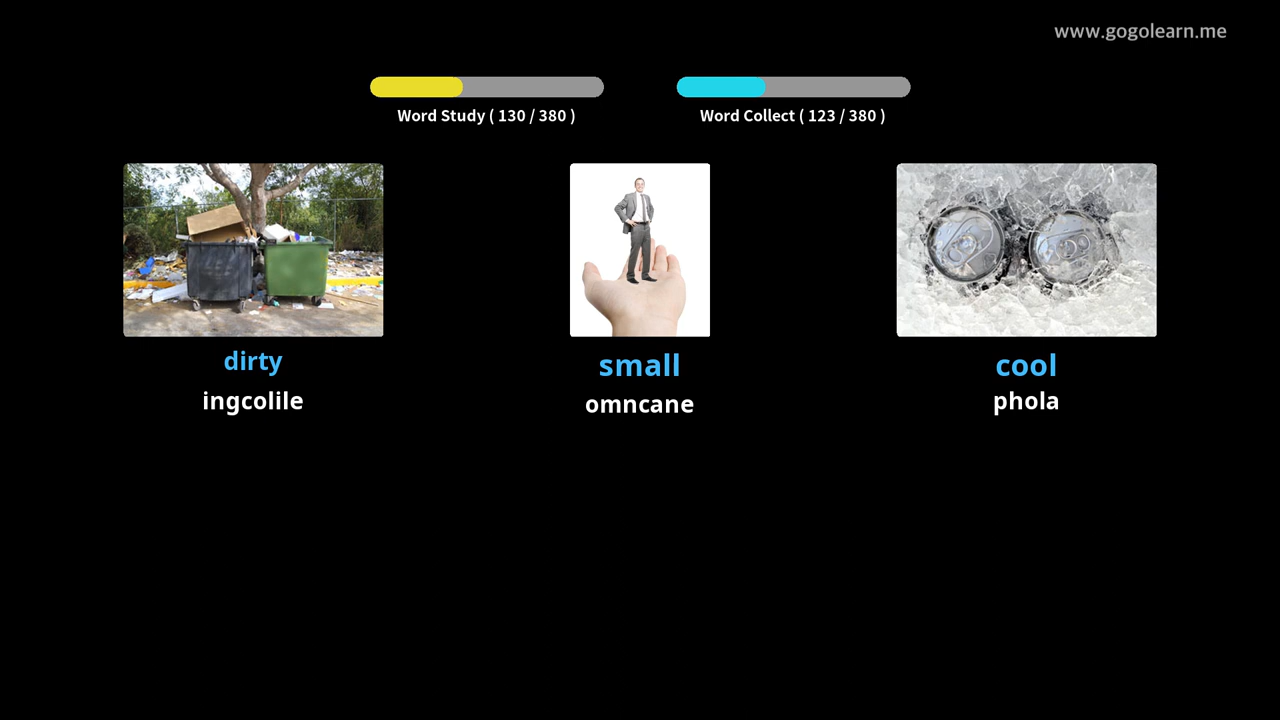 www.gogolearn.me
Word Study ( 130 / 380 )
Word Collect ( 123 / 380 )
dirty
ingcolile
small
omncane
cool
phola